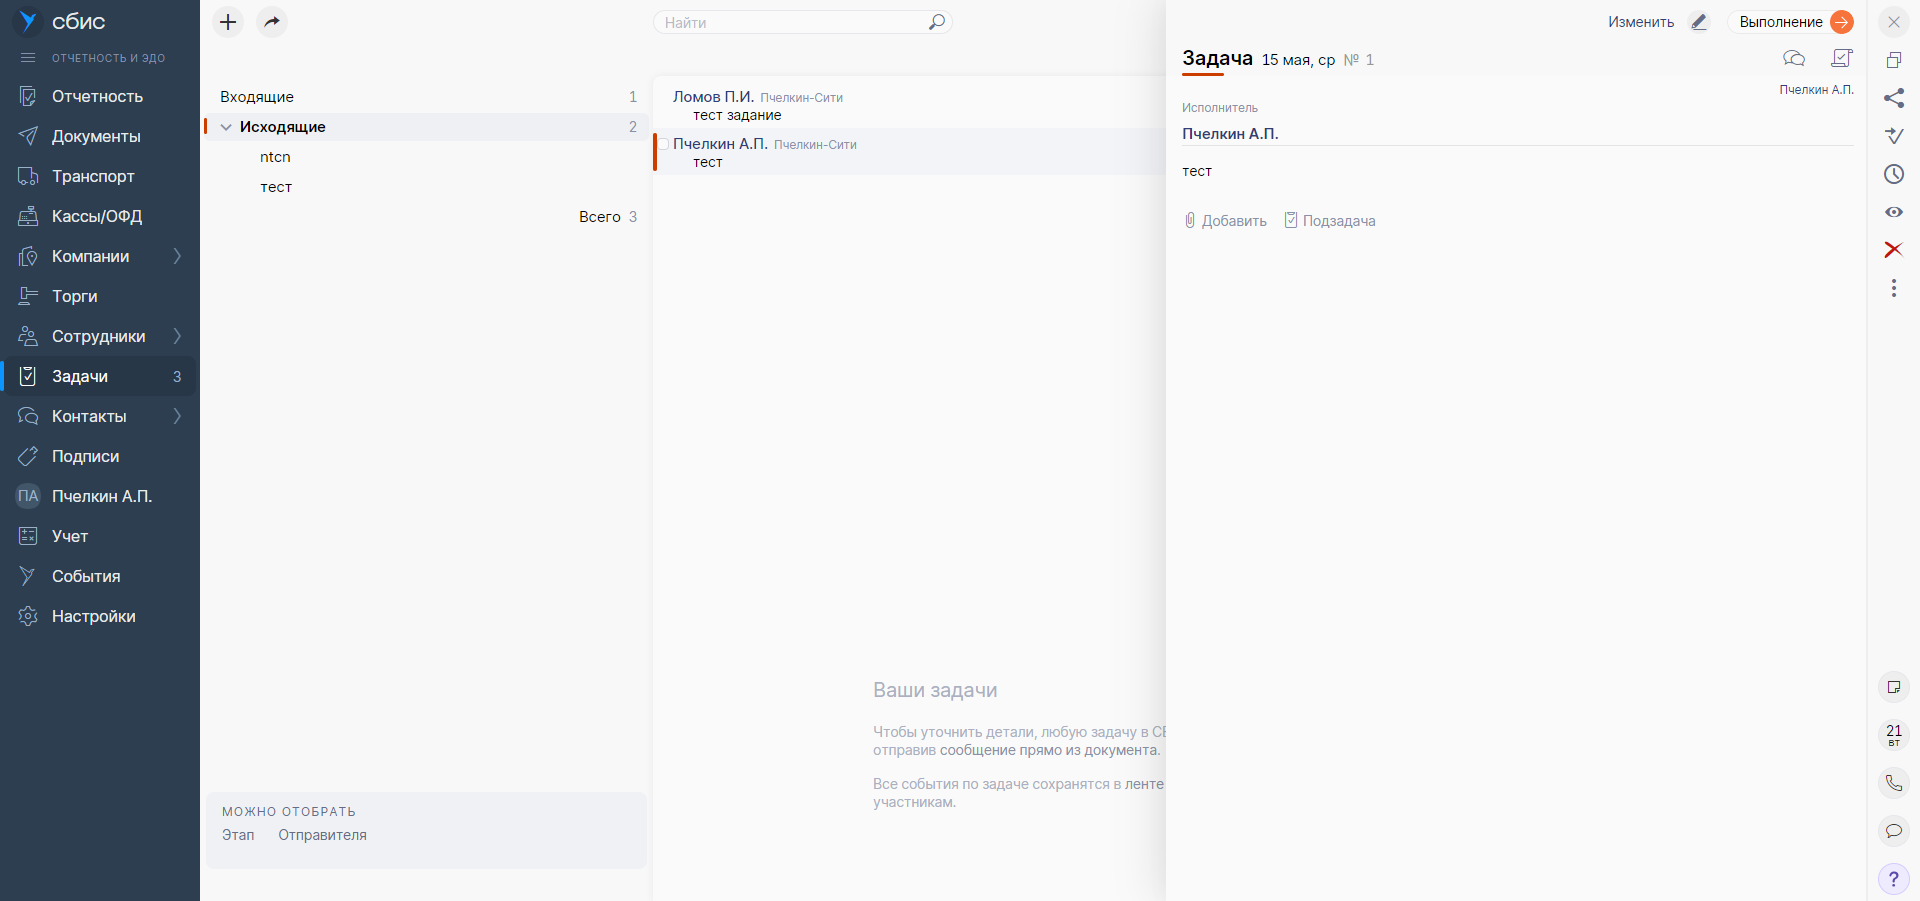 сбис
ОТЧЕТНОСТЬ И ЭДО
Отчетность
Документы
Транспорт
Кассы/ОФД
Компании
Торги
Сотрудники
Задачи 3
Контакты
Подписи
ПА Пчелкин А.П.
Учет
События
Настройки
Найти
Входящие 1
Исходящие 2
ntcn
тест
Всего 3
МОЖНО ОТОБРАТЬ
Этап Отправителя
Ломов П.И. Пчелкин-Сити
тест задание
Пчелкин А.П. Пчелкин-Сити
тест
Ваши задачи
Чтобы уточнить детали, любую задачу в СБ
отправив сообщение прямо из документа.
Все события по задаче сохранятся в ленте
участникам.
Изменить Выполнение
Задача 15 мая, ср № 1
Пчелкин А.П.
Исполнитель
Пчелкин А.П.
тест
Добавить Подзадача
21
ВТ
?